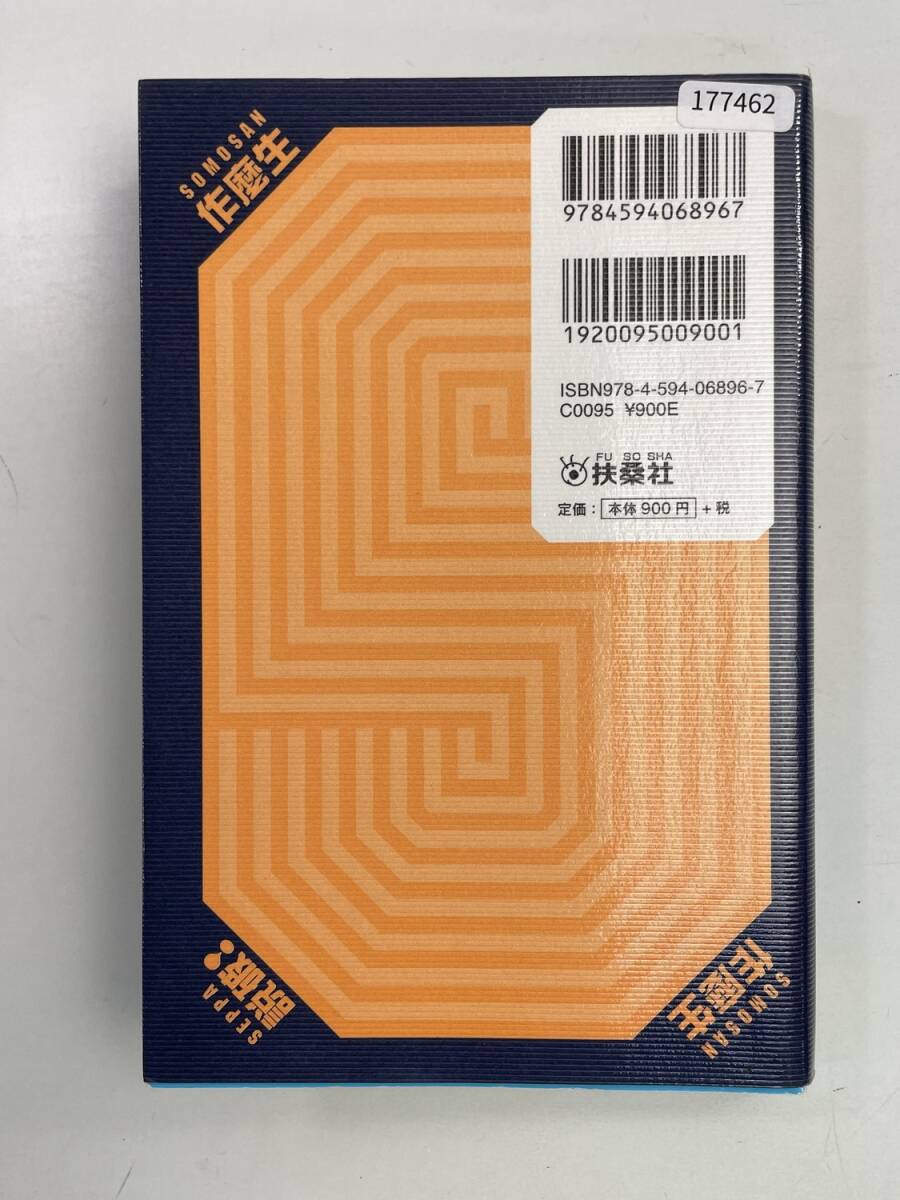 177462
SOMOSAN
作麼生
9784594068967
1920095009001
ISBN978-4-594-06896-7
C0095 ¥900E
FU SO SHA
扶桑社
定価：本体900円＋税
SEPPA
説破!
SOMOSAN
作麼生